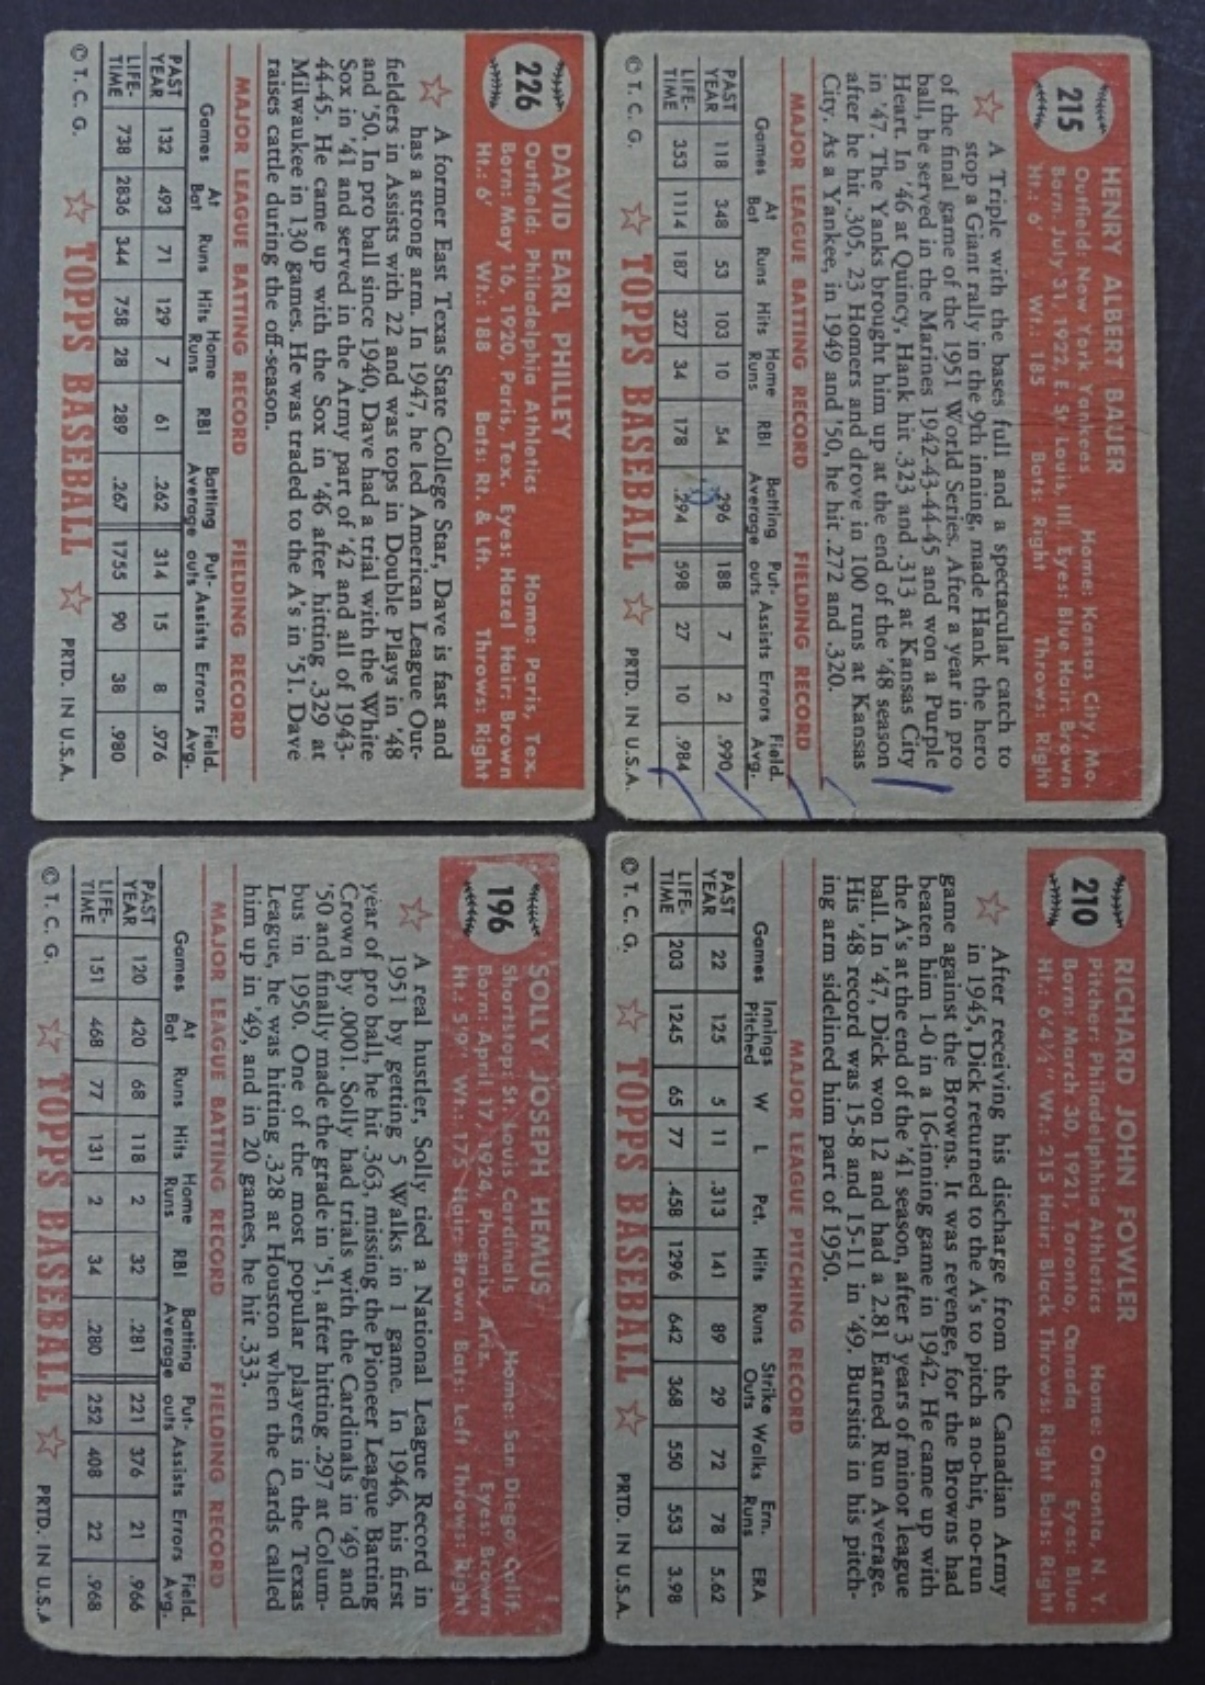 215
HENRY ALBERT BAUER
Outfield: New York Yankees Home: Kansas City, Mo.
Born: July 31, 1922, E. St. Louis, Ill. Eyes: Blue Hair: Brown
Ht.: 6' Wt.: 185 Bats: Right Throws: Right
☆ A Triple with the bases full and a spectacular catch to
stop a Giant rally in the 9th inning, made Hank the hero
of the final game of the 1951 World Series. After a year in pro
ball, he served in the Marines 1942-43-44-45 and won a Purple
Heart. In '46 at Quincy, Hank hit .323 and .313 at Kansas City
in '47. The Yanks brought him up at the end of the '48 season
after he hit .305, 23 Homers and drove in 100 runs at Kansas
City. As a Yankee, in 1949 and '50, he hit .272 and .320.
MAJOR LEAGUE BATTING RECORD FIELDING RECORD
Games At Bat Runs Hits Home Runs RBI Batting Average Put-outs Assists Errors Field. Avg.
PAST YEAR 118 348 53 103 10 54 .296 188 7 2 .990
LIFE-TIME 353 1114 187 327 34 178 .294 598 27 10 .984
© T. C. G. ☆ TOPPS BASEBALL ☆ PRTD. IN U.S.A.
210
RICHARD JOHN FOWLER
Pitcher: Philadelphia Athletics Home: Oneonta, N. Y.
Born: March 30, 1921, Toronto, Canada Eyes: Blue
Ht.: 6'4½" Wt.: 215 Hair: Black Throws: Right Bats: Right
☆ After receiving his discharge from the Canadian Army
in 1945, Dick returned to the A's to pitch a no-hit, no-run
game against the Browns. It was revenge, for the Browns had
beaten him 1-0 in a 16-inning game in 1942. He came up with
the A's at the end of the '41 season, after 3 years of minor league
ball. In '47, Dick won 12 and had a 2.81 Earned Run Average.
His '48 record was 15-8 and 15-11 in '49. Bursitis in his pitch-
ing arm sidelined him part of 1950.
MAJOR LEAGUE PITCHING RECORD
Games Innings Pitched W L Pct. Hits Runs Strike Outs Walks Ern. Runs ERA
PAST YEAR 22 125 5 11 .313 141 89 29 72 78 5.62
LIFE-TIME 203 1245 65 77 .458 1296 642 368 550 553 3.98
© T. C. G. ☆ TOPPS BASEBALL ☆ PRTD. IN U.S.A.
226
DAVID EARL PHILLEY
Outfield: Philadelphia Athletics Home: Paris, Tex.
Born: May 16, 1920, Paris, Tex. Eyes: Hazel Hair: Brown
Ht.: 6' Wt.: 188 Bats: Rt. & Lft. Throws: Right
☆ A former East Texas State College Star, Dave is fast and
has a strong arm. In 1947, he led American League Out-
fielders in Assists with 22 and was tops in Double Plays in '48
and '50. In pro ball since 1940, Dave had a trial with the White
Sox in '41 and served in the Army part of '42 and all of 1943-
44-45. He came up with the Sox in '46 after hitting .329 at
Milwaukee in 130 games. He was traded to the A's in '51. Dave
raises cattle during the off-season.
MAJOR LEAGUE BATTING RECORD FIELDING RECORD
Games At Bat Runs Hits Home Runs RBI Batting Average Put-outs Assists Errors Field. Avg.
PAST YEAR 132 493 71 129 7 61 .262 314 15 8 .976
LIFE-TIME 738 2836 344 758 28 289 .267 1755 90 38 .980
© T. C. G. ☆ TOPPS BASEBALL ☆ PRTD. IN U.S.A.
196
SOLLY JOSEPH HEMUS
Shortstop: St. Louis Cardinals Home: San Diego, Calif.
Born: April 17, 1924, Phoenix, Ariz. Eyes: Brown
Ht.: 5'9" Wt.: 175 Hair: Brown Bats: Left Throws: Right
☆ A real hustler, Solly tied a National League Record in
1951 by getting 5 Walks in 1 game. In 1946, his first
year of pro ball, he hit .363, missing the Pioneer League Batting
Crown by .0001. Solly had trials with the Cardinals in '49 and
'50 and finally made the grade in '51, after hitting .297 at Colum-
bus in 1950. One of the most popular players in the Texas
League, he was hitting .328 at Houston when the Cards called
him up in '49, and in 20 games, he hit .333.
MAJOR LEAGUE BATTING RECORD FIELDING RECORD
Games At Bat Runs Hits Home Runs RBI Batting Average Put-outs Assists Errors Field. Avg.
PAST YEAR 120 420 68 118 2 32 .281 221 376 21 .966
LIFE-TIME 151 468 77 131 2 34 .280 252 408 22 .968
© T. C. G. ☆ TOPPS BASEBALL ☆ PRTD. IN U.S.A